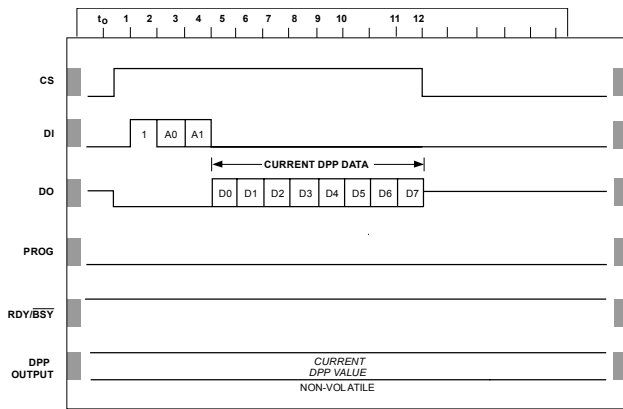 to 1 2 3 4 5 6 7 8 9 10 11 12
CS
DI 1 A0 A1
CURRENT DPP DATA
DO D0 D1 D2 D3 D4 D5 D6 D7
PROG
RDY/BSY
DPP
OUTPUT
CURRENT
DPP VALUE
NON-VOLATILE